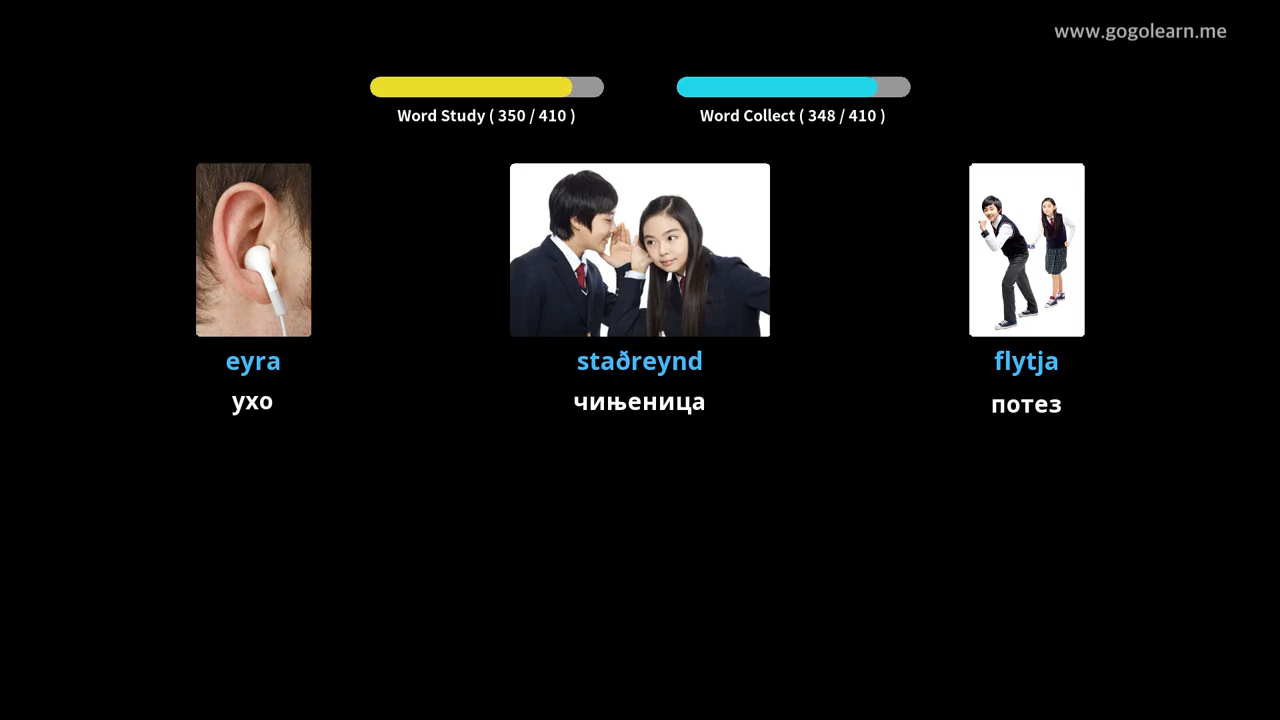 www.gogolearn.me
Word Study ( 350 / 410 )
Word Collect ( 348 / 410 )
eyra
staðreynd
flytja
ухо
чињеница
потез